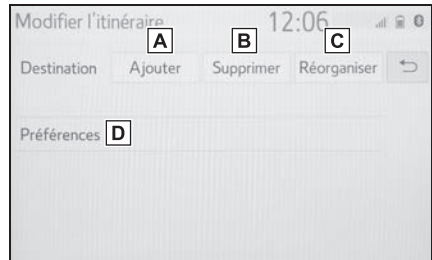 Modifier l'itinéraire 12:06
A B C
Destination Ajouter Supprimer Réorganiser
Préférences D